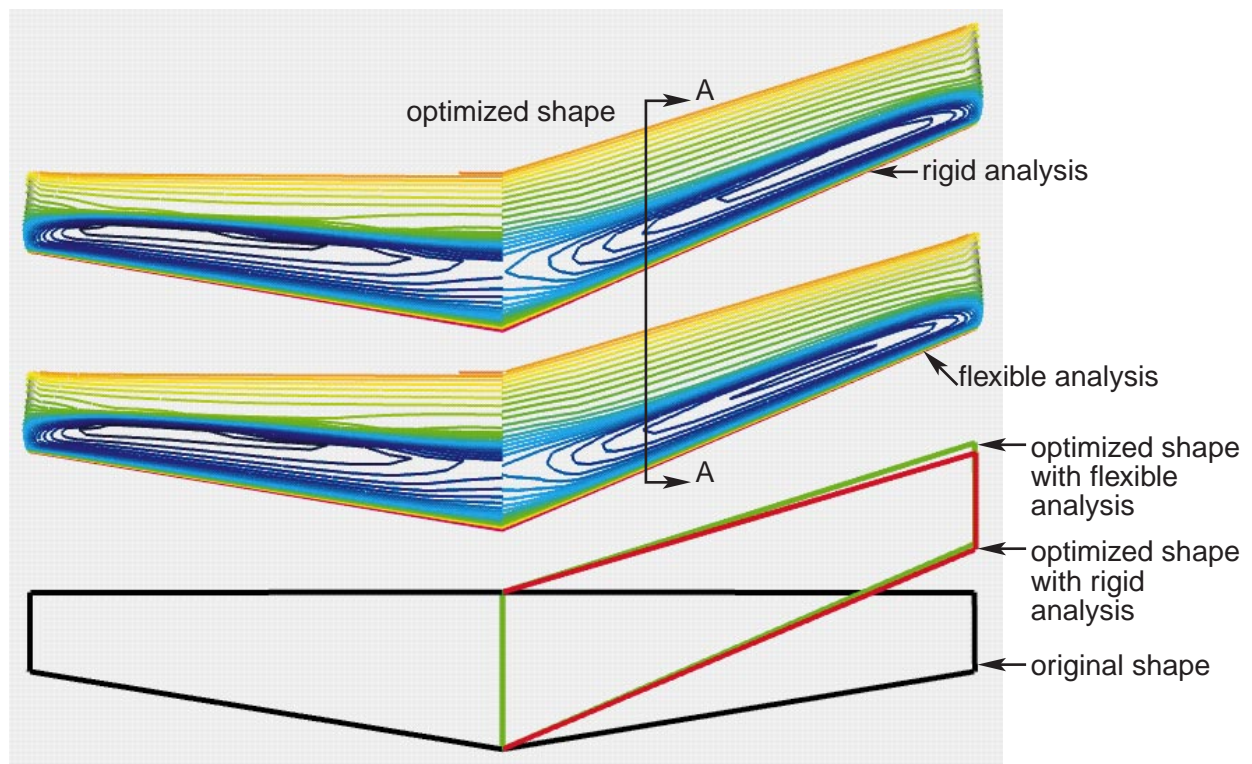 optimized shape
A
rigid analysis
flexible analysis
A
optimized shape
with flexible
analysis
optimized shape
with rigid
analysis
original shape